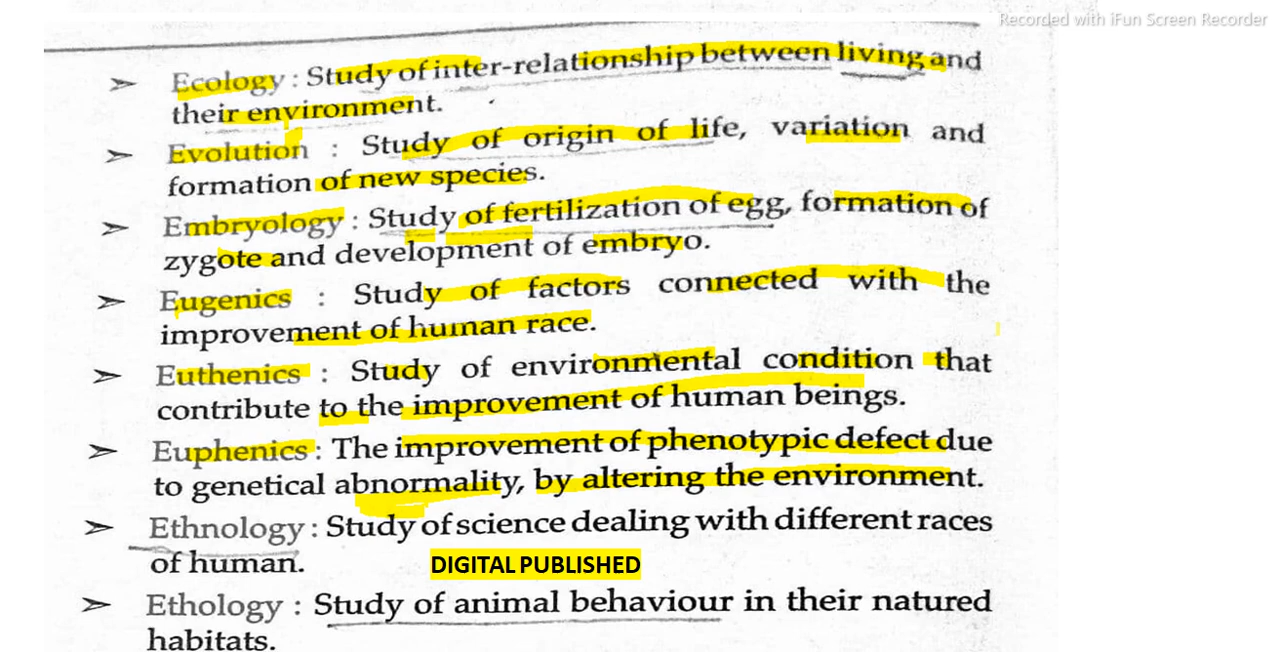 Recorded with iFun Screen Recorder
➢ Ecology : Study of inter-relationship between living and
their environment.
➢ Evolution : Study of origin of life, variation and
formation of new species.
➢ Embryology : Study of fertilization of egg, formation of
zygote and development of embryo.
➢ Eugenics : Study of factors connected with the
improvement of human race.
➢ Euthenics : Study of environmental condition that
contribute to the improvement of human beings.
➢ Euphenics : The improvement of phenotypic defect due
to genetical abnormality, by altering the environment.
➢ Ethnology : Study of science dealing with different races
of human.
DIGITAL PUBLISHED
➢ Ethology : Study of animal behaviour in their natured
habitats.